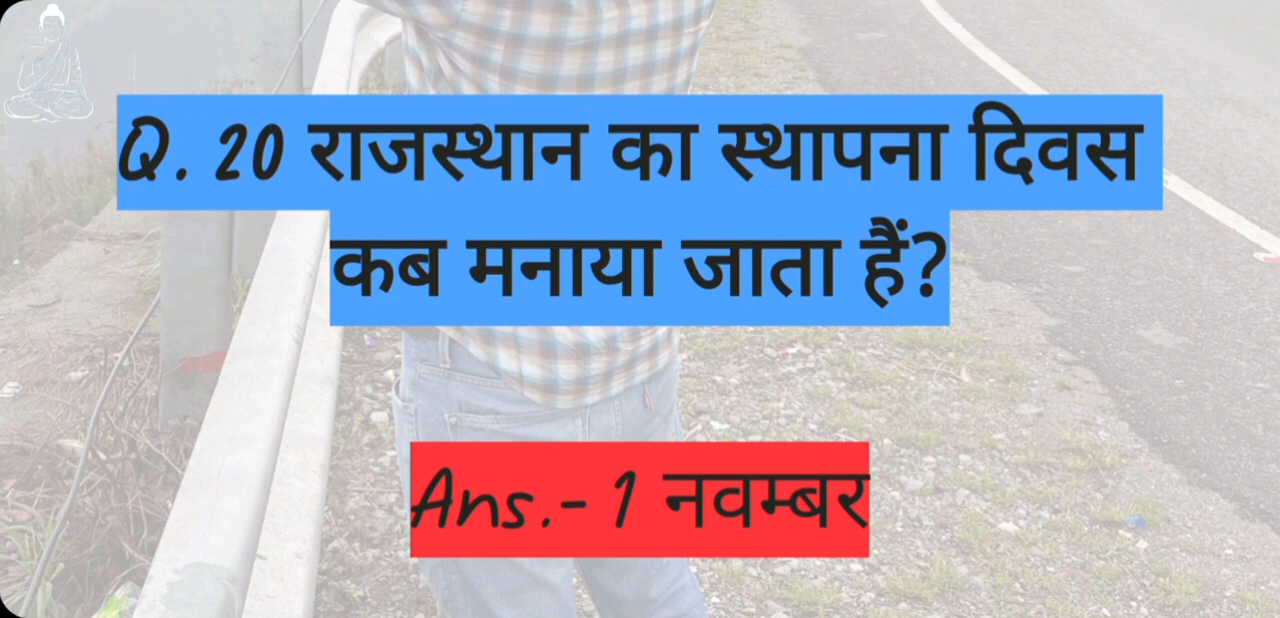 Q. 20 राजस्थान का स्थापना दिवस
कब मनाया जाता हैं?
Ans.- 1 नवम्बर